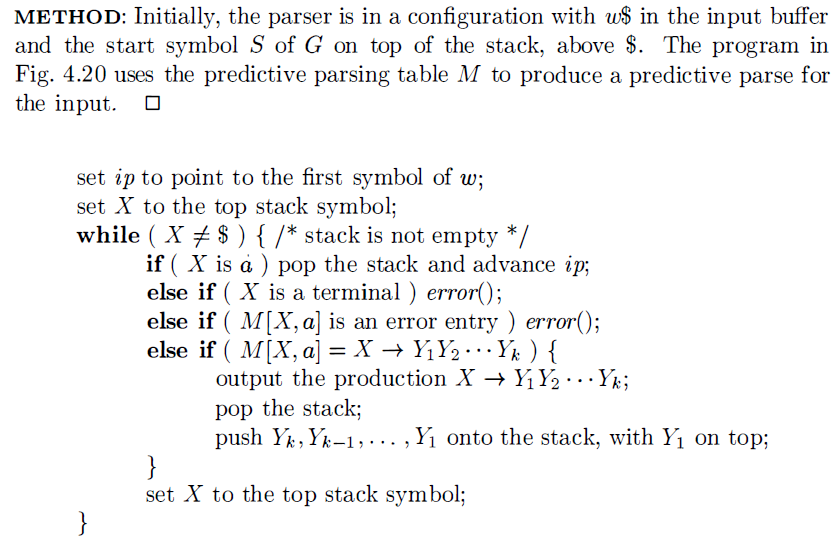 METHOD: Initially, the parser is in a configuration with w$ in the input buffer
and the start symbol S of G on top of the stack, above $. The program in
Fig. 4.20 uses the predictive parsing table M to produce a predictive parse for
the input. □
set ip to point to the first symbol of w;
set X to the top stack symbol;
while ( X ≠ $ ) { /* stack is not empty */
if ( X is a ) pop the stack and advance ip;
else if ( X is a terminal ) error();
else if ( M[X, a] is an error entry ) error();
else if ( M[X, a] = X → Y₁Y₂ ··· Yₖ ) {
output the production X → Y₁Y₂ ··· Yₖ;
pop the stack;
push Yₖ, Yₖ₋₁, ... , Y₁ onto the stack, with Y₁ on top;
}
set X to the top stack symbol;
}